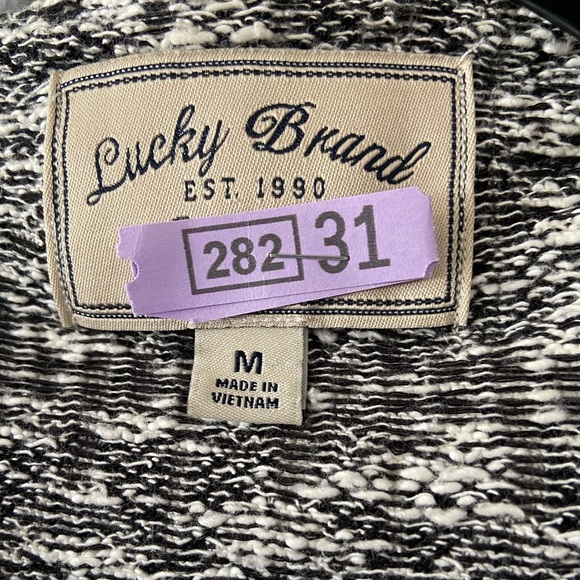 Lucky Brand
EST. 1990
282 31
M
MADE IN
VIETNAM